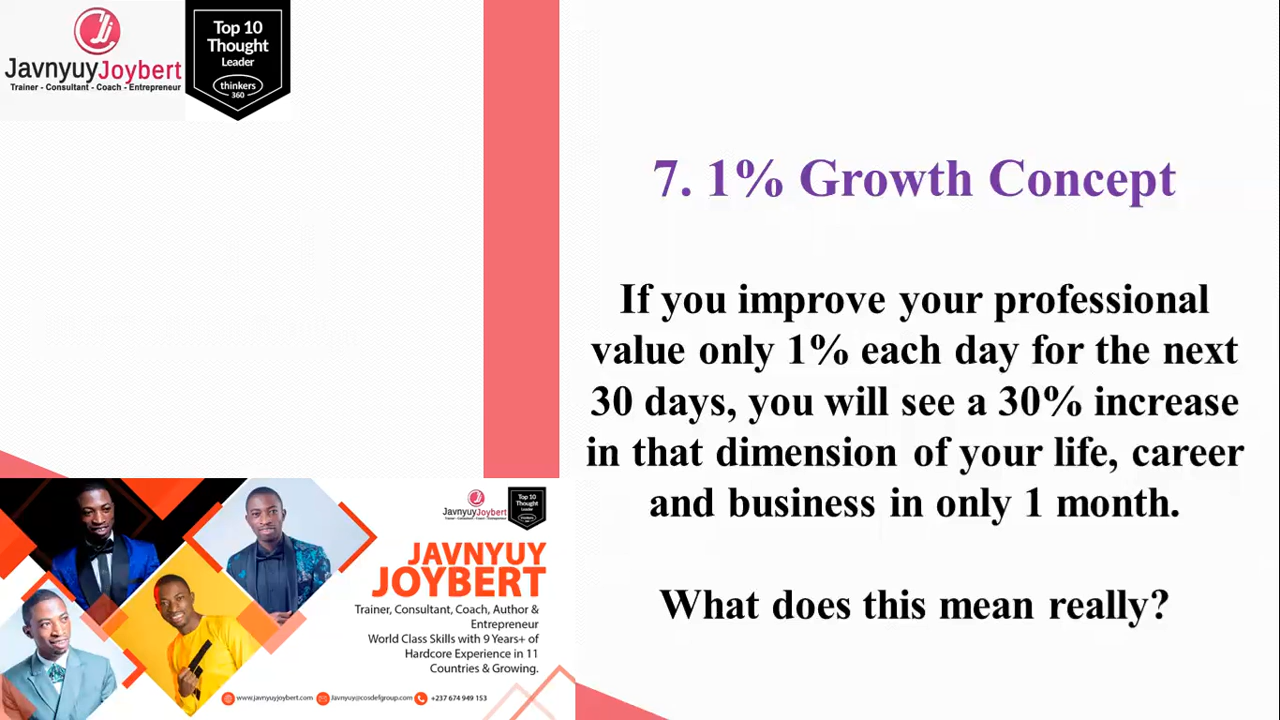 JavnyuyJoybert
Trainer - Consultant - Coach - Entrepreneur
Top 10
Thought
Leader
thinkers
360
7. 1% Growth Concept
If you improve your professional
value only 1% each day for the next
30 days, you will see a 30% increase
in that dimension of your life, career
and business in only 1 month.
What does this mean really?
JavnyuyJoybert
Top 10
Thought
Leader
JAVNYUY
JOYBERT
Trainer, Consultant, Coach, Author &
Entrepreneur
World Class Skills with 9 Years+ of
Hardcore Experience in 11
Countries & Growing.
www.javnyuyjoybert.com Javnyuy@cosdefgroup.com +237 674 949 153